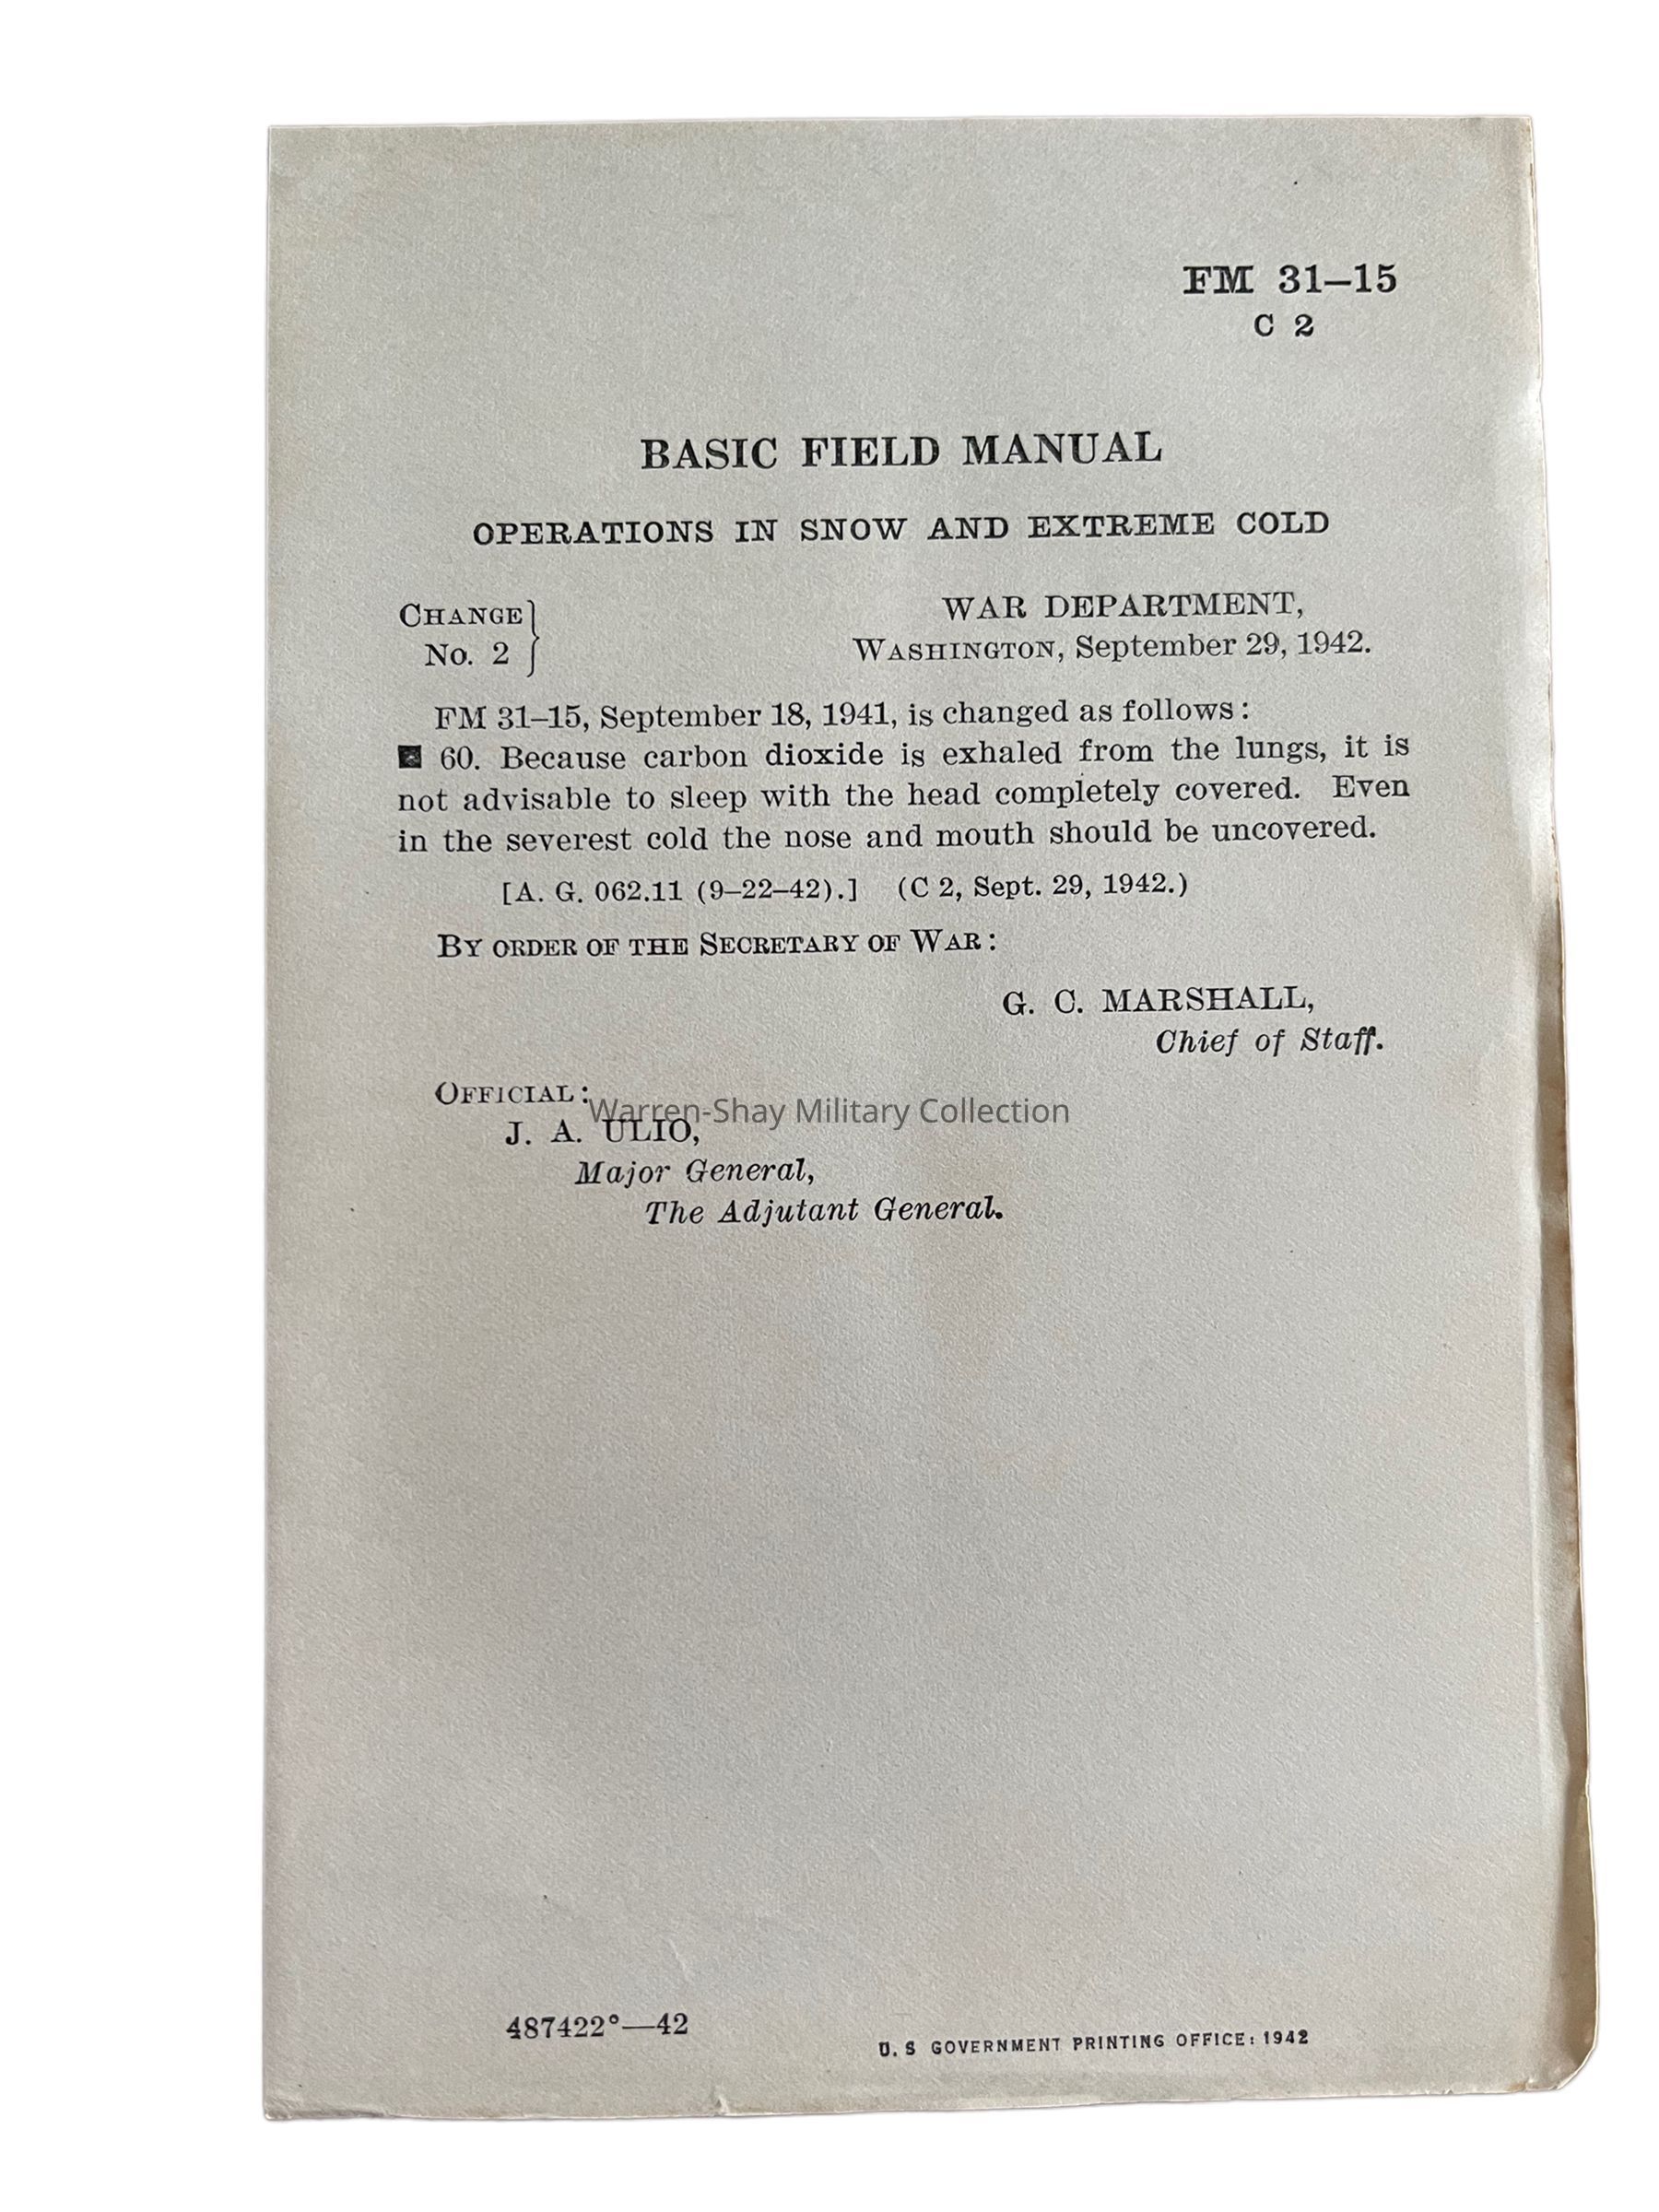 FM 31–15
C 2
BASIC FIELD MANUAL
OPERATIONS IN SNOW AND EXTREME COLD
CHANGE
No. 2
WAR DEPARTMENT,
WASHINGTON, September 29, 1942.
FM 31–15, September 18, 1941, is changed as follows:
■ 60. Because carbon dioxide is exhaled from the lungs, it is
not advisable to sleep with the head completely covered. Even
in the severest cold the nose and mouth should be uncovered.
[A. G. 062.11 (9–22–42).] (C 2, Sept. 29, 1942.)
BY ORDER OF THE SECRETARY OF WAR:
G. C. MARSHALL,
Chief of Staff.
OFFICIAL:
Warren-Shay Military Collection
J. A. ULIO,
Major General,
The Adjutant General.
487422°—42
U. S GOVERNMENT PRINTING OFFICE: 1942